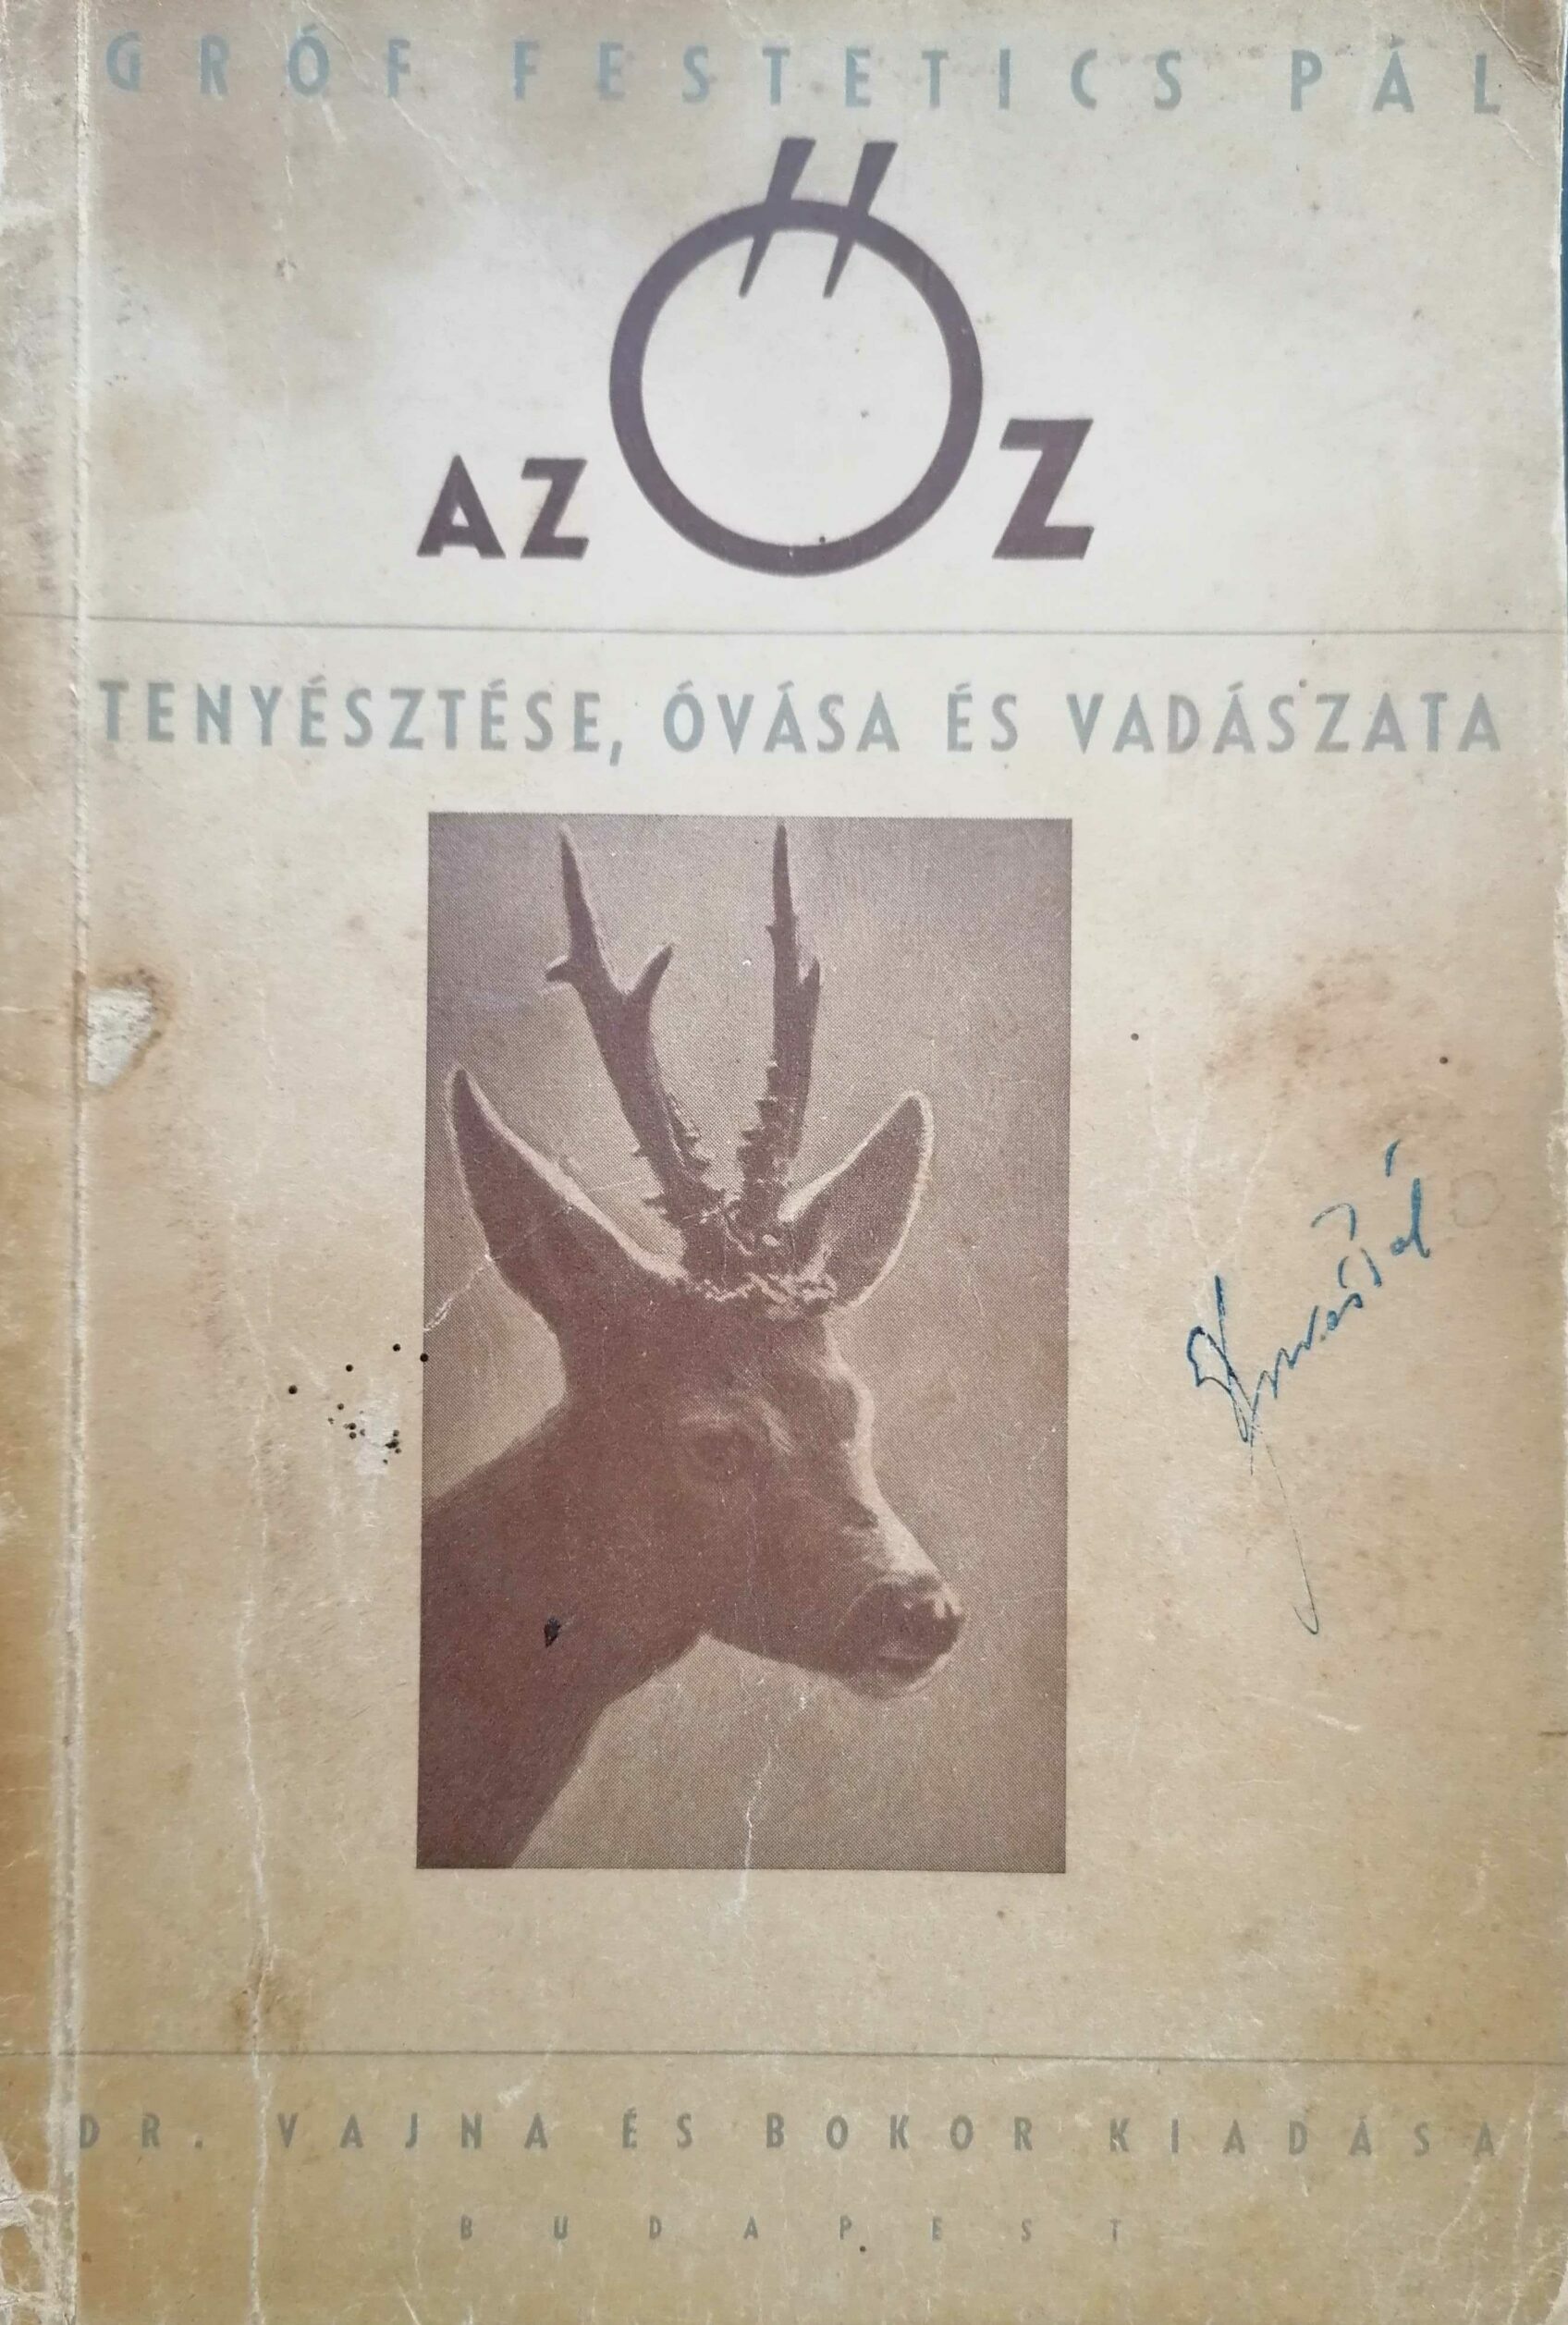 GRÓF FESTETICS PÁL
AZ ŐZ
TENYÉSZTÉSE, ÓVÁSA ÉS VADÁSZATA
DR. VAJNA ÉS BOKOR KIADÁSA
BUDAPEST